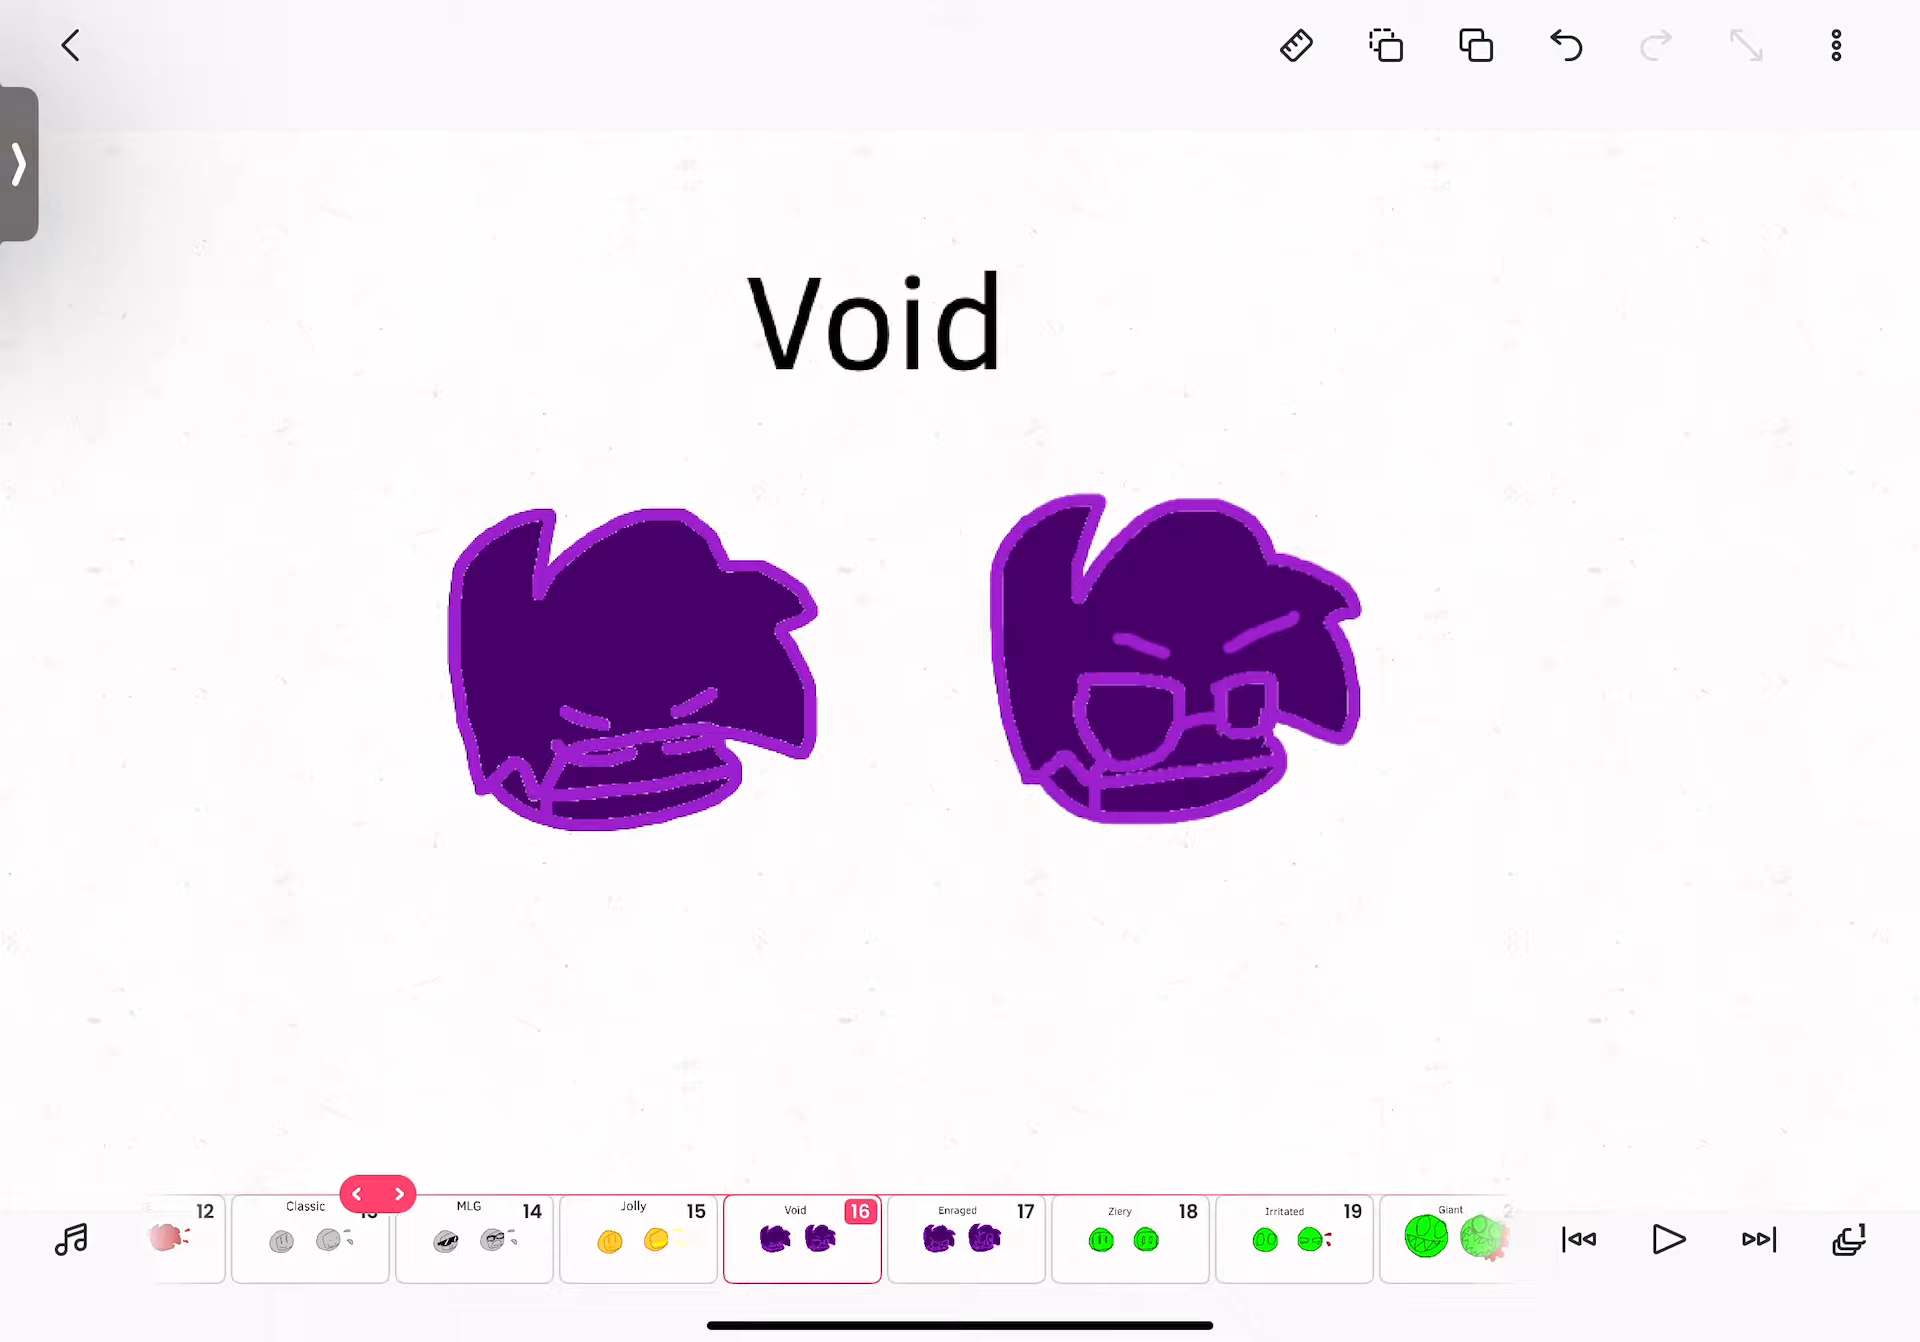 Void
12
Classic
MLG
14
Jolly
15
Void
16
Enraged
17
Ziery
18
Irritated
19
Giant